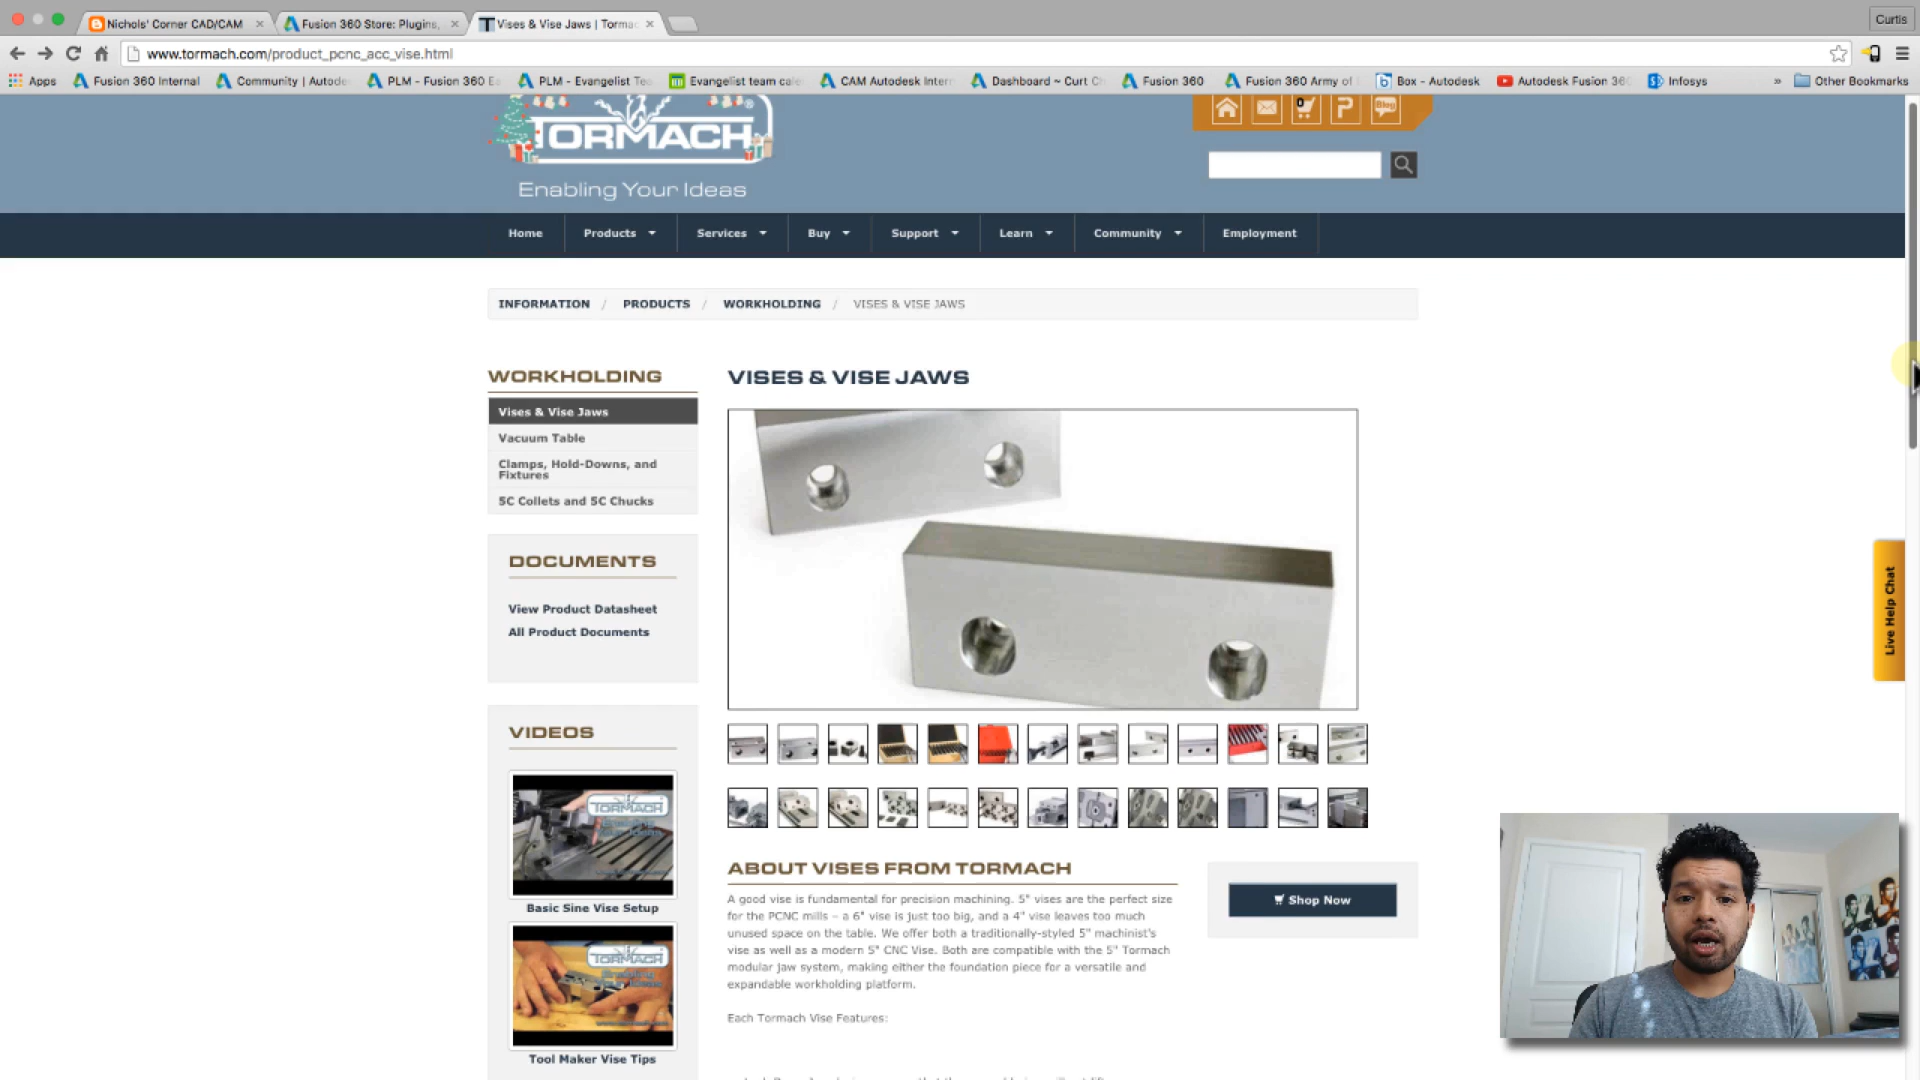 Nichols' Corner CAD/CAM
Fusion 360 Store: Plugins,
Vises & Vise Jaws | Tormac
Curtis
www.tormach.com/product_pcnc_acc_vise.html
Apps
Fusion 360 Internal
Community | Autode
PLM - Fusion 360 Ea
PLM - Evangelist Tea
Evangelist team cale
CAM Autodesk Intern
Dashboard ~ Curt Ch
Fusion 360
Fusion 360 Army of
Box - Autodesk
Autodesk Fusion 360
Infosys
» Other Bookmarks
TORMACH
Enabling Your Ideas
0
P
Blog
Home
Products
Services
Buy
Support
Learn
Community
Employment
INFORMATION / PRODUCTS / WORKHOLDING / VISES & VISE JAWS
WORKHOLDING
Vises & Vise Jaws
Vacuum Table
Clamps, Hold-Downs, and
Fixtures
5C Collets and 5C Chucks
DOCUMENTS
View Product Datasheet
All Product Documents
VIDEOS
TORMACH
Basic Sine Vise Setup
TORMACH
Tool Maker Vise Tips
VISES & VISE JAWS
ABOUT VISES FROM TORMACH
A good vise is fundamental for precision machining. 5" vises are the perfect size
for the PCNC mills – a 6" vise is just too big, and a 4" vise leaves too much
unused space on the table. We offer both a traditionally-styled 5" machinist's
vise as well as a modern 5" CNC Vise. Both are compatible with the 5" Tormach
modular jaw system, making either the foundation piece for a versatile and
expandable workholding platform.
Each Tormach Vise Features:
Shop Now
Live Help Chat